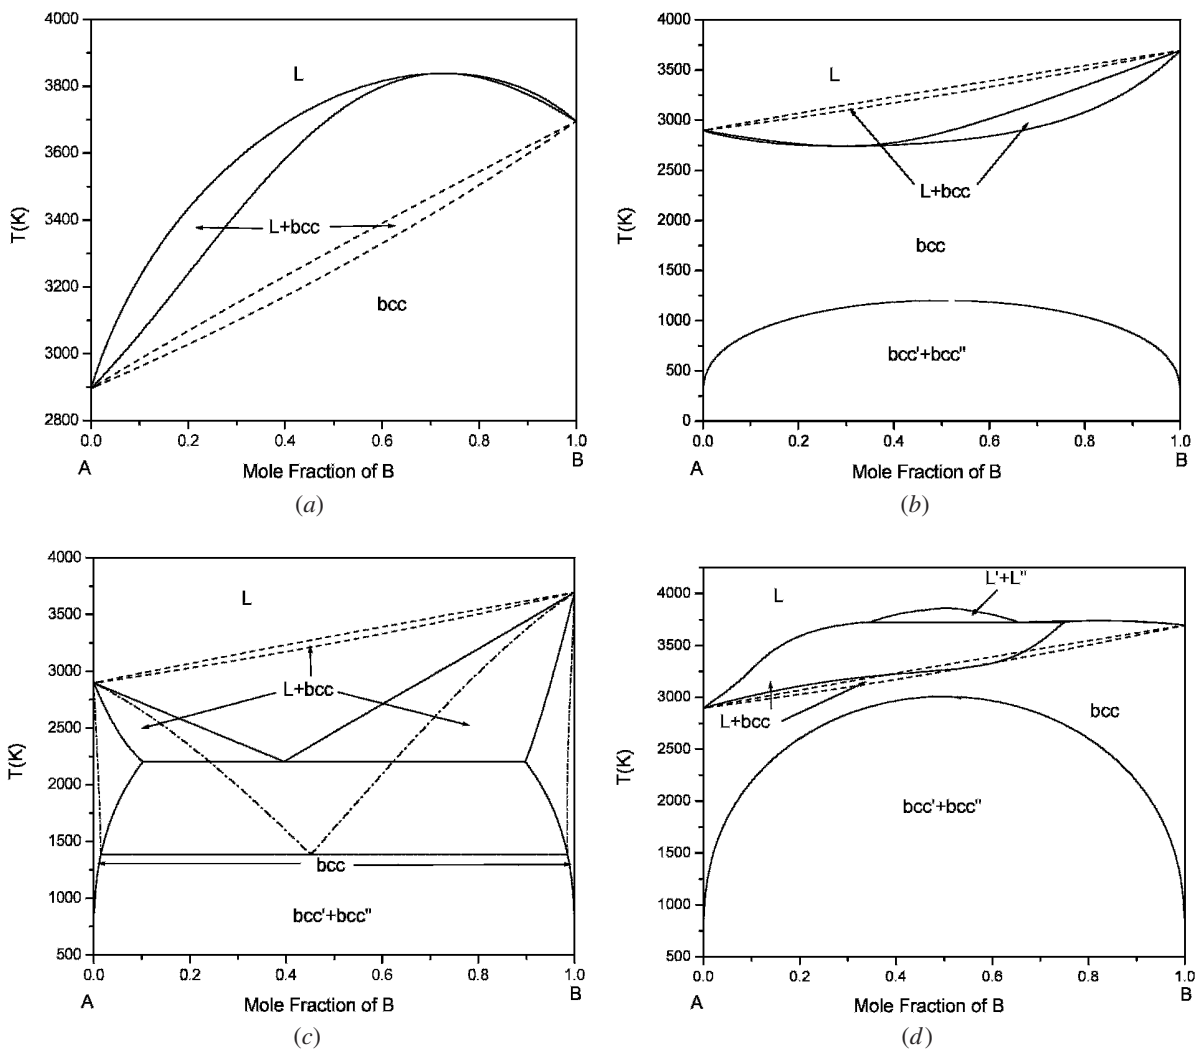 4000
3800
3600
3400
3200
3000
2800
T(K)
L
L+bcc
bcc
0.0 0.2 0.4 0.6 0.8 1.0
A B
Mole Fraction of B
(a)
4000
3500
3000
2500
2000
1500
1000
500
0
T(K)
L
L+bcc
bcc
bcc'+bcc''
0.0 0.2 0.4 0.6 0.8 1.0
A B
Mole Fraction of B
(b)
4000
3500
3000
2500
2000
1500
1000
500
T(K)
L
L+bcc
bcc
bcc'+bcc''
0.0 0.2 0.4 0.6 0.8 1.0
A B
Mole Fraction of B
(c)
4000
3500
3000
2500
2000
1500
1000
500
T(K)
L'+L''
L
L+bcc
bcc
bcc'+bcc''
0.0 0.2 0.4 0.6 0.8 1.0
A B
Mole Fraction of B
(d)